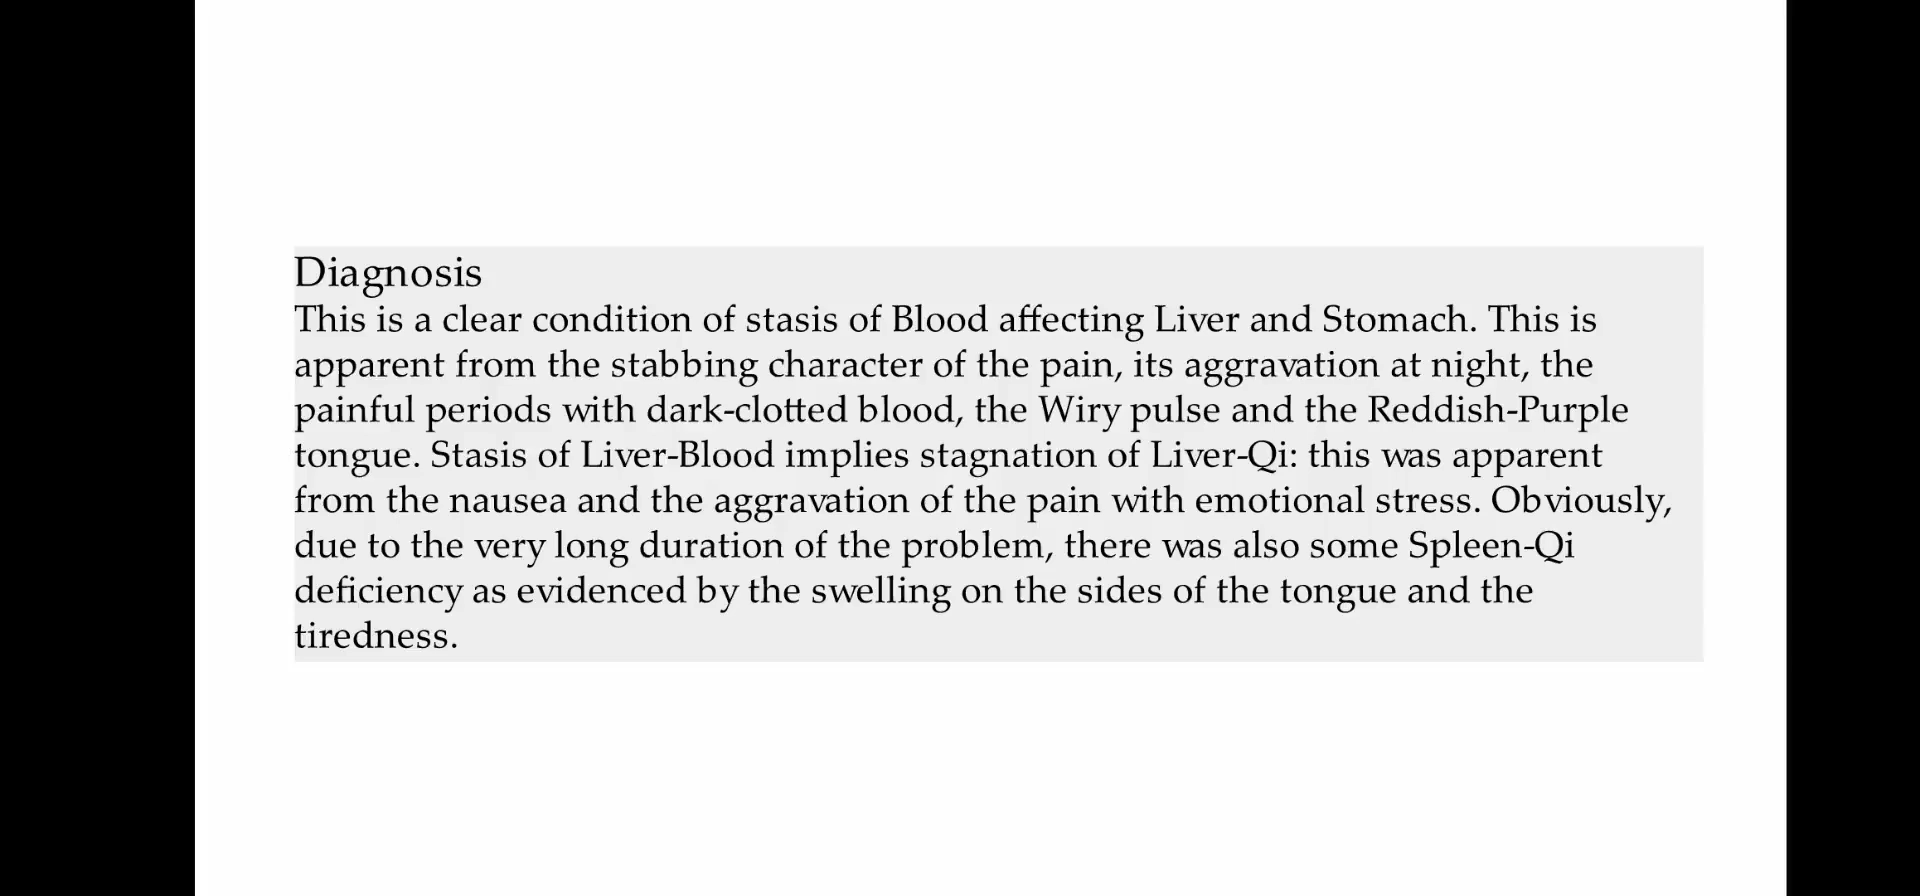 Diagnosis
This is a clear condition of stasis of Blood affecting Liver and Stomach. This is
apparent from the stabbing character of the pain, its aggravation at night, the
painful periods with dark-clotted blood, the Wiry pulse and the Reddish-Purple
tongue. Stasis of Liver-Blood implies stagnation of Liver-Qi: this was apparent
from the nausea and the aggravation of the pain with emotional stress. Obviously,
due to the very long duration of the problem, there was also some Spleen-Qi
deficiency as evidenced by the swelling on the sides of the tongue and the
tiredness.